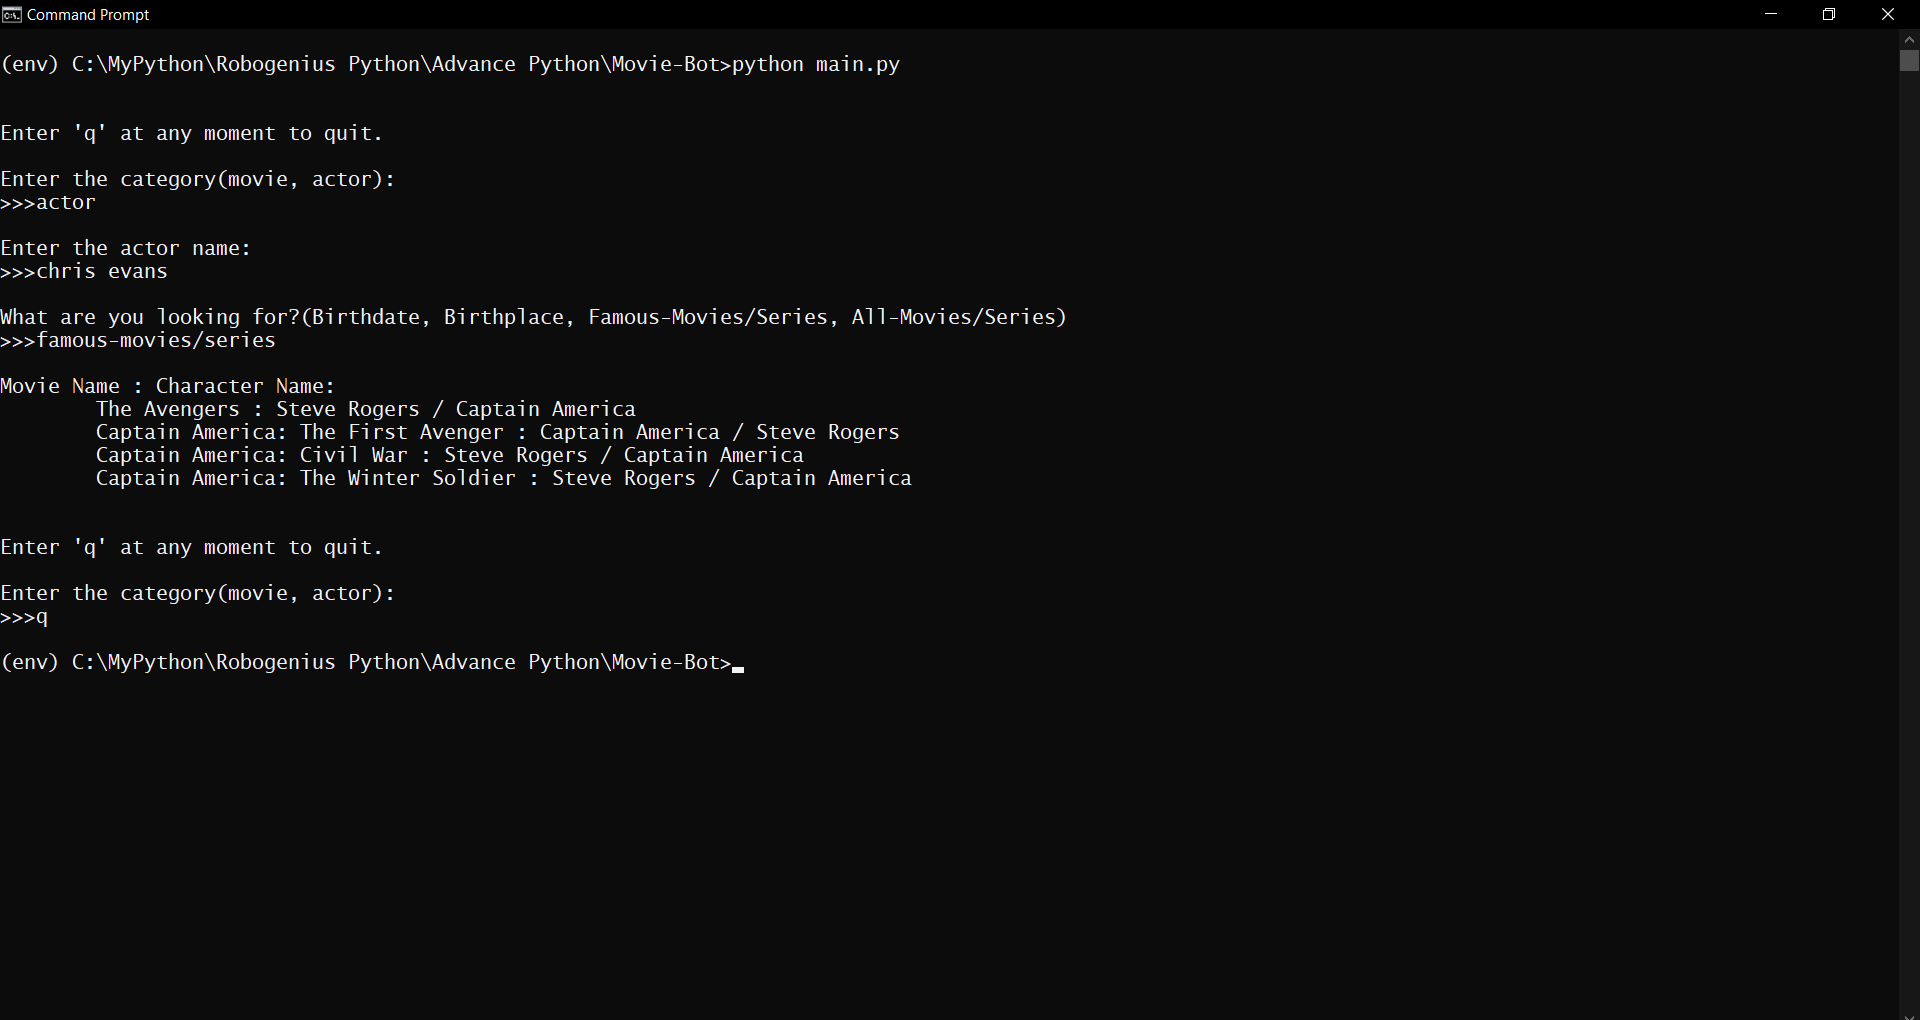 Command Prompt
(env) C:\MyPython\Robogenius Python\Advance Python\Movie-Bot>python main.py
Enter 'q' at any moment to quit.
Enter the category(movie, actor):
>>>actor
Enter the actor name:
>>>chris evans
What are you looking for?(Birthdate, Birthplace, Famous-Movies/Series, All-Movies/Series)
>>>famous-movies/series
Movie Name : Character Name:
The Avengers : Steve Rogers / Captain America
Captain America: The First Avenger : Captain America / Steve Rogers
Captain America: Civil War : Steve Rogers / Captain America
Captain America: The Winter Soldier : Steve Rogers / Captain America
Enter 'q' at any moment to quit.
Enter the category(movie, actor):
>>>q
(env) C:\MyPython\Robogenius Python\Advance Python\Movie-Bot>